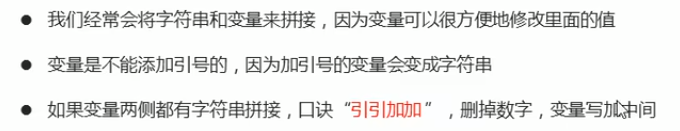 ● 我们经常会将字符串和变量来拼接，因为变量可以很方便地修改里面的值
● 变量是不能添加引号的，因为加引号的变量会变成字符串
● 如果变量两侧都有字符串拼接，口诀“引引加加 ”，删掉数字，变量写加中间